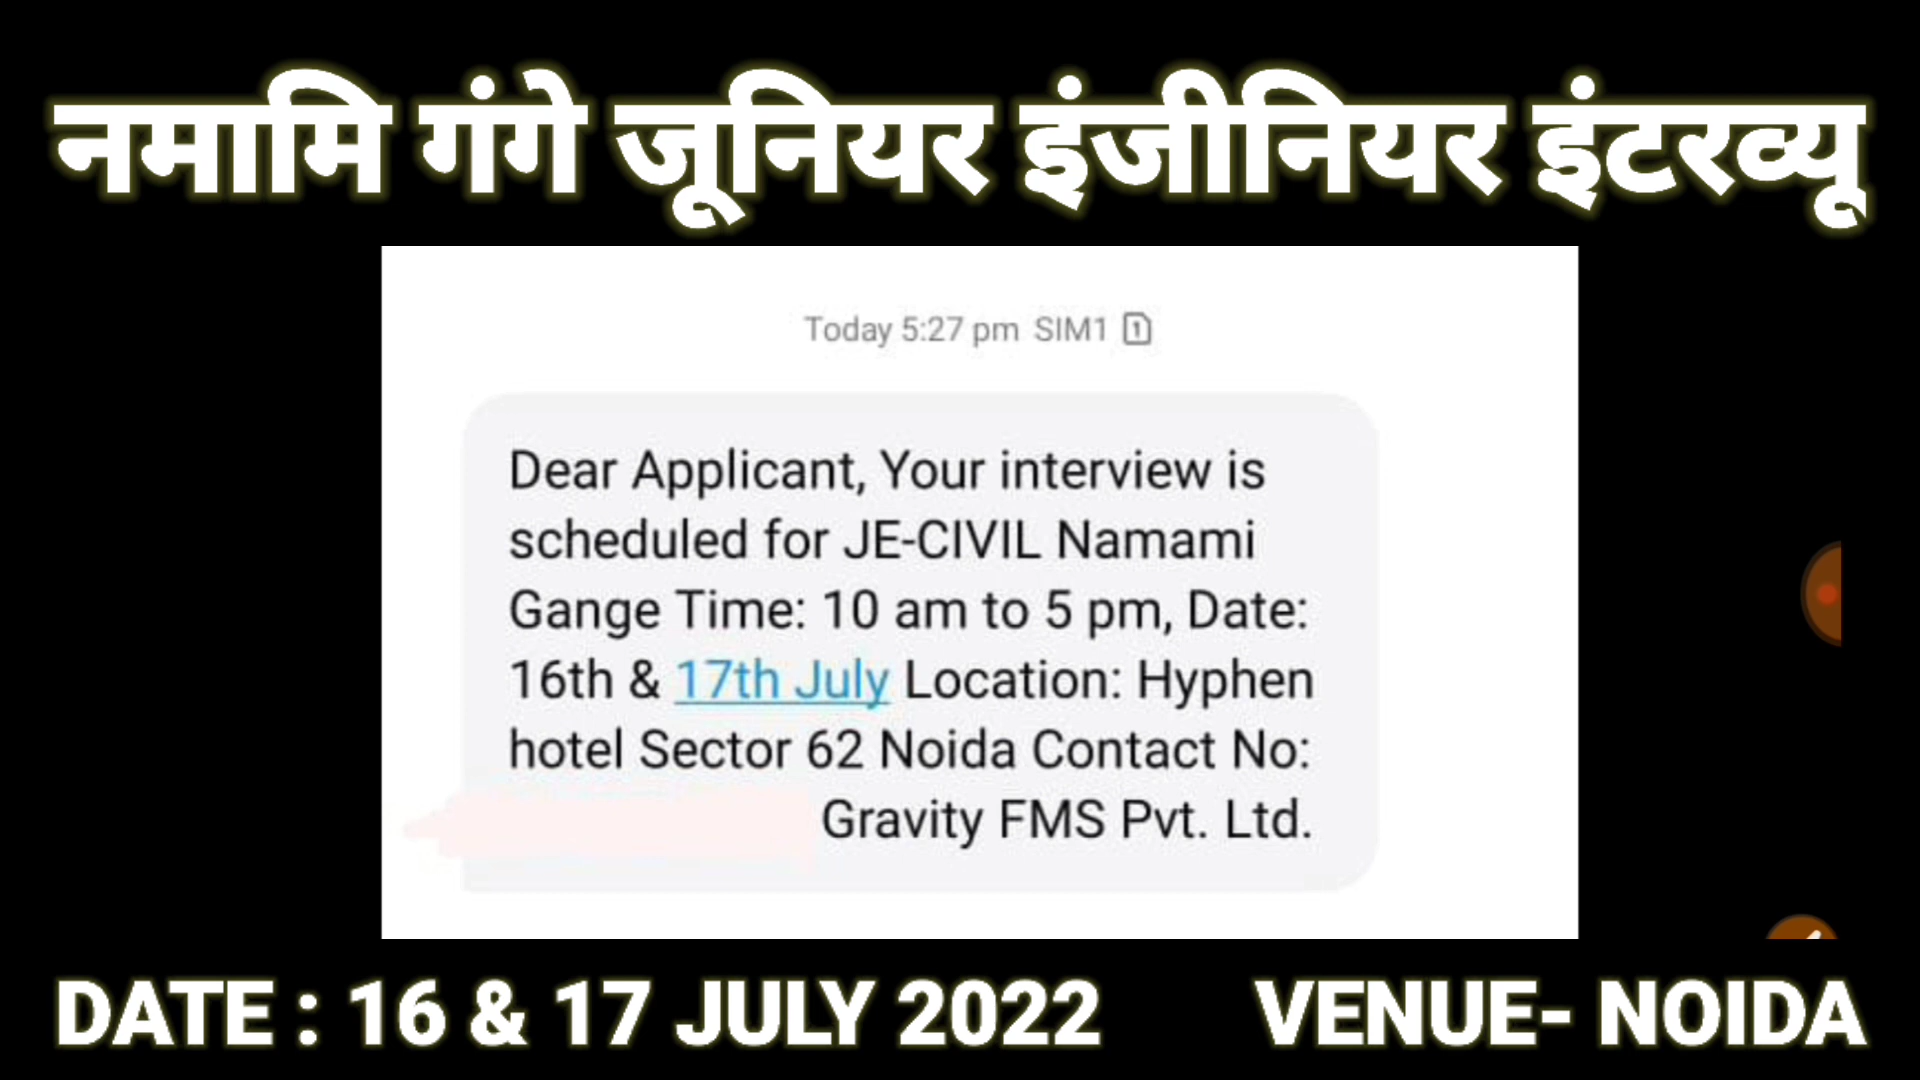 नमामि गंगे जूनियर इंजीनियर इंटरव्यू
Today 5:27 pm SIM1 1
Dear Applicant, Your interview is
scheduled for JE-CIVIL Namami
Gange Time: 10 am to 5 pm, Date:
16th & 17th July Location: Hyphen
hotel Sector 62 Noida Contact No:
Gravity FMS Pvt. Ltd.
DATE : 16 & 17 JULY 2022 VENUE- NOIDA